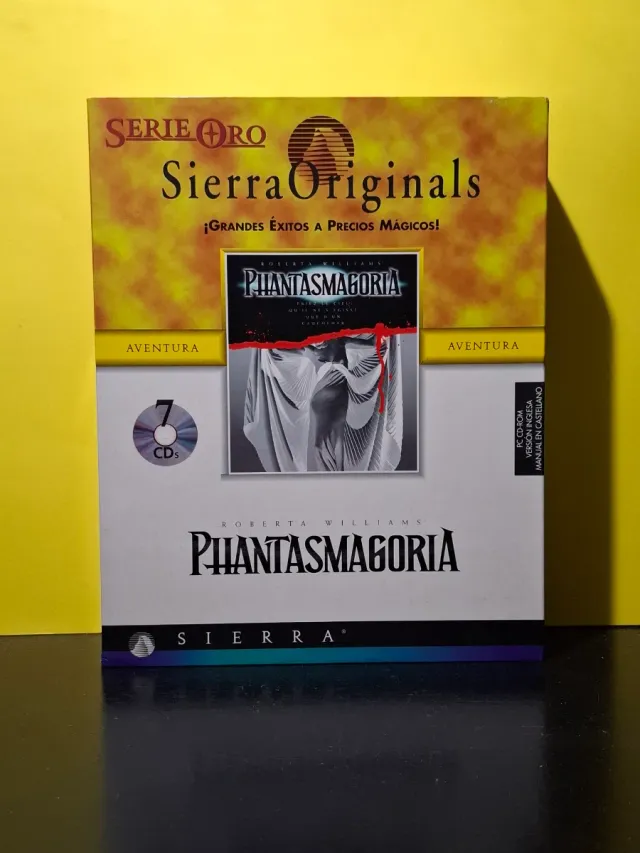 SERIE ORO
SierraOriginals
¡GRANDES ÉXITOS A PRECIOS MÁGICOS!
ROBERTA WILLIAMS'
PHANTASMAGORIA
AVENTURA
AVENTURA
7
CDs
PC CD-ROM
VERSIÓN INGLESA
MANUAL EN CASTELLANO
ROBERTA WILLIAMS'
PHANTASMAGORIA
SIERRA®